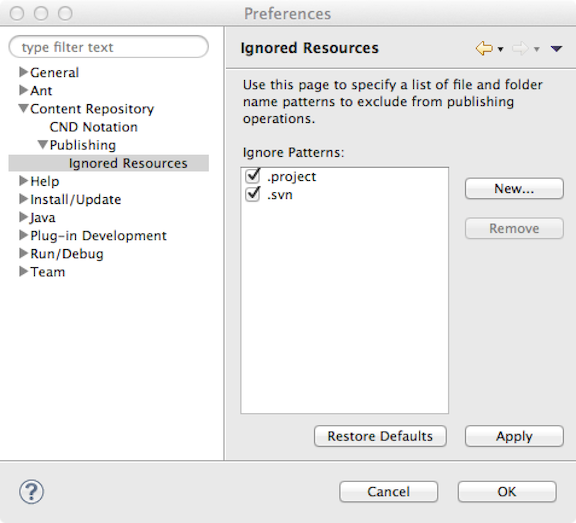 Preferences
type filter text
General
Ant
Content Repository
CND Notation
Publishing
Ignored Resources
Help
Install/Update
Java
Plug-in Development
Run/Debug
Team
Ignored Resources
Use this page to specify a list of file and folder
name patterns to exclude from publishing
operations.
Ignore Patterns:
.project
.svn
New...
Remove
Restore Defaults
Apply
?
Cancel
OK